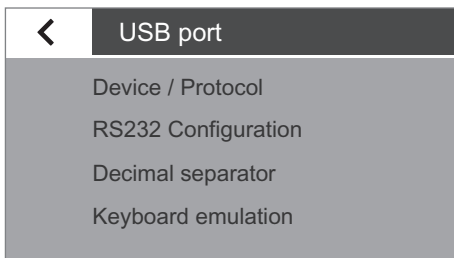 USB port
Device / Protocol
RS232 Configuration
Decimal separator
Keyboard emulation